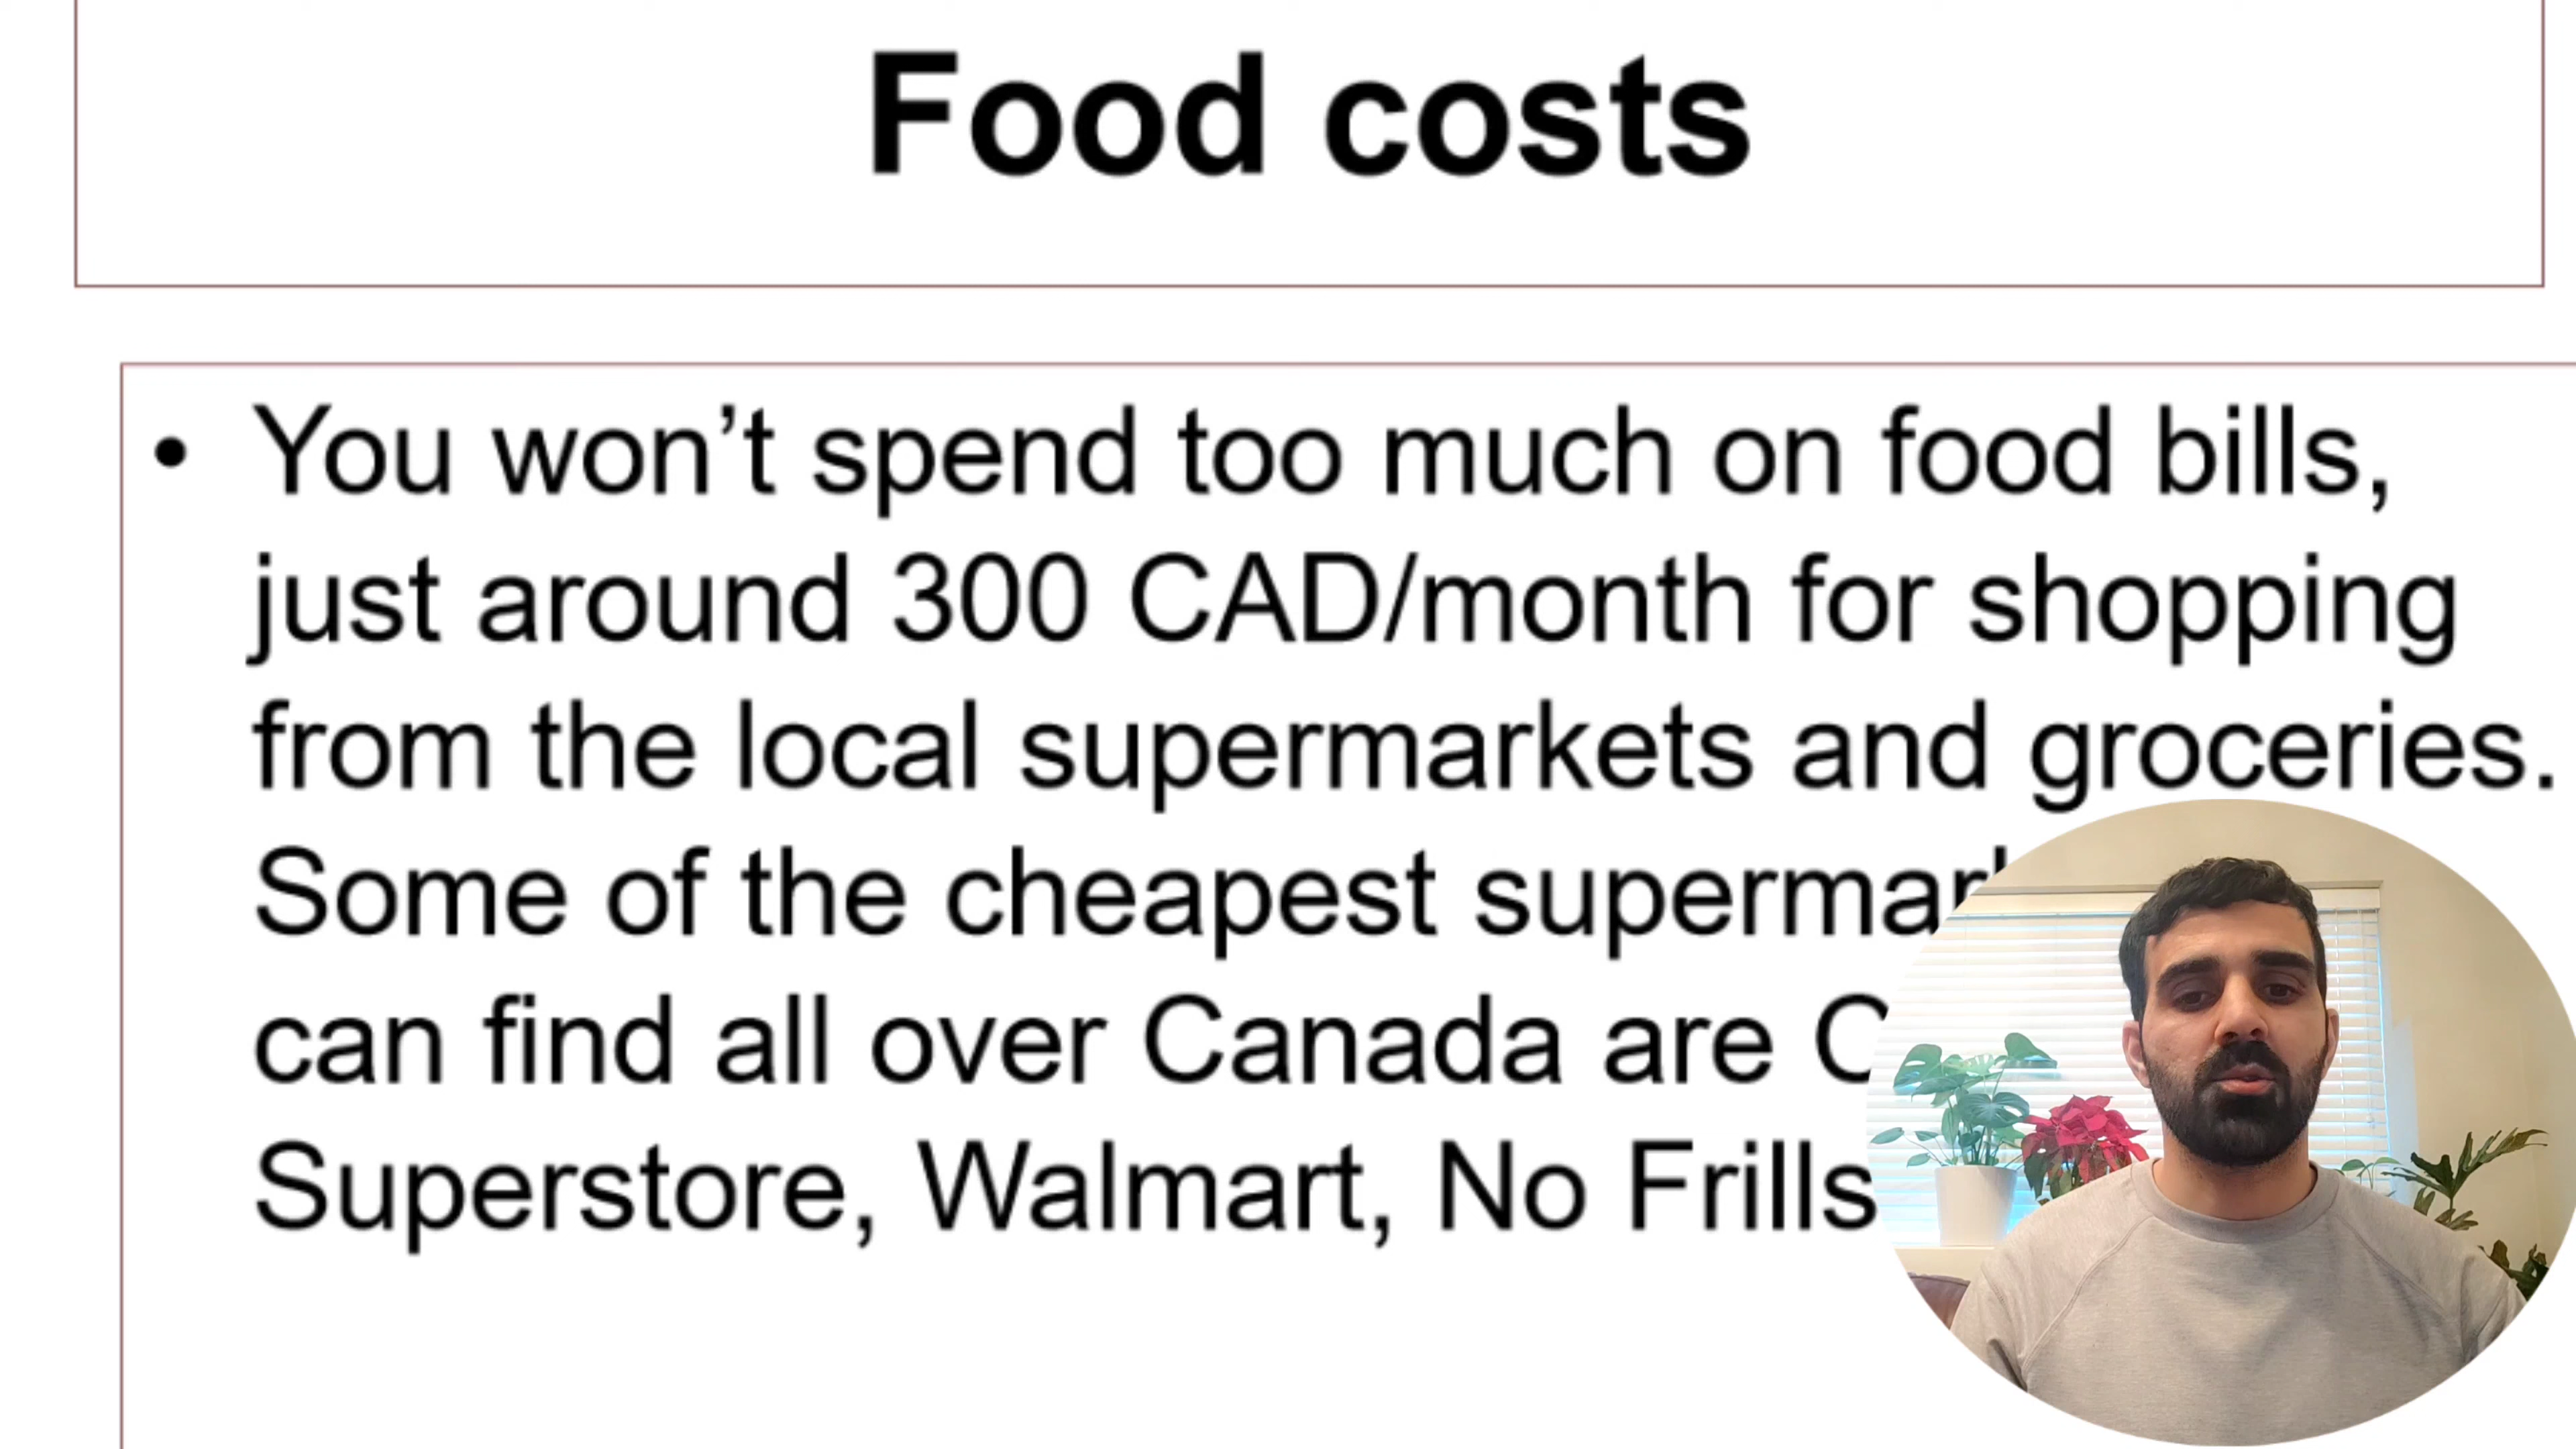 Food costs
• You won’t spend too much on food bills,
just around 300 CAD/month for shopping
from the local supermarkets and groceries.
Some of the cheapest
can find all over Canada are
Superstore, Walmart, No Frills